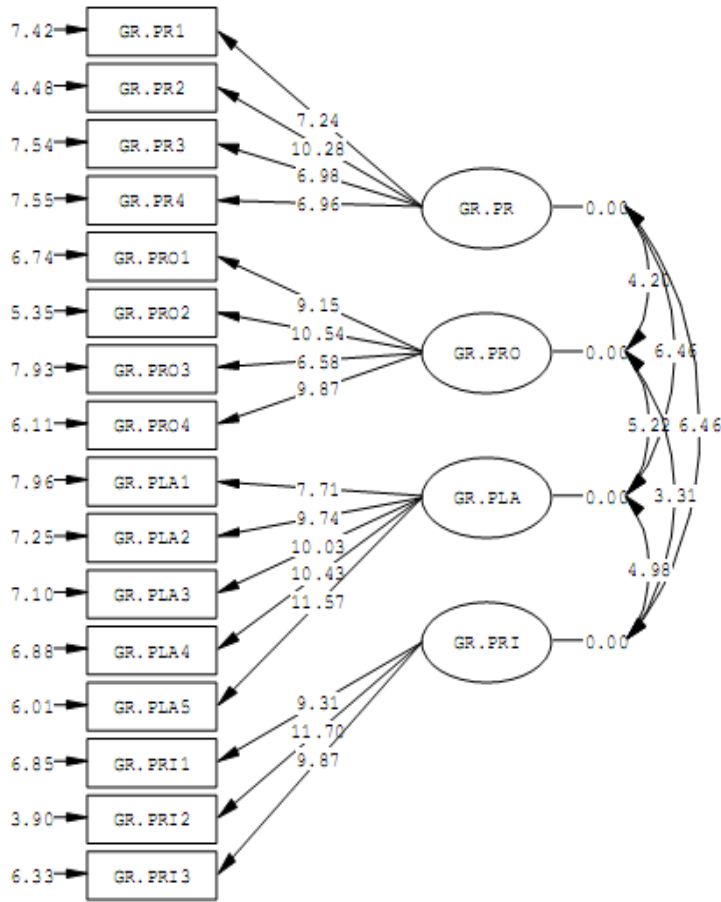 7.42 GR.PR1
4.48 GR.PR2
7.24
10.28
7.54 GR.PR3
6.98
7.55 GR.PR4
6.96
GR.PR 0.00
6.74 GR.PRO1
4.20
5.35 GR.PRO2
9.15
10.54
GR.PRO 0.00 6.46
7.93 GR.PRO3
6.58
9.87
6.11 GR.PRO4
5.22 6.46
7.96 GR.PLA1
7.71
GR.PLA 0.00 3.31
7.25 GR.PLA2
9.74
10.03
10.43
4.98
7.10 GR.PLA3
11.57
6.88 GR.PLA4
GR.PRI 0.00
6.01 GR.PLA5
9.31
11.70
6.85 GR.PRI1
9.87
3.90 GR.PRI2
6.33 GR.PRI3